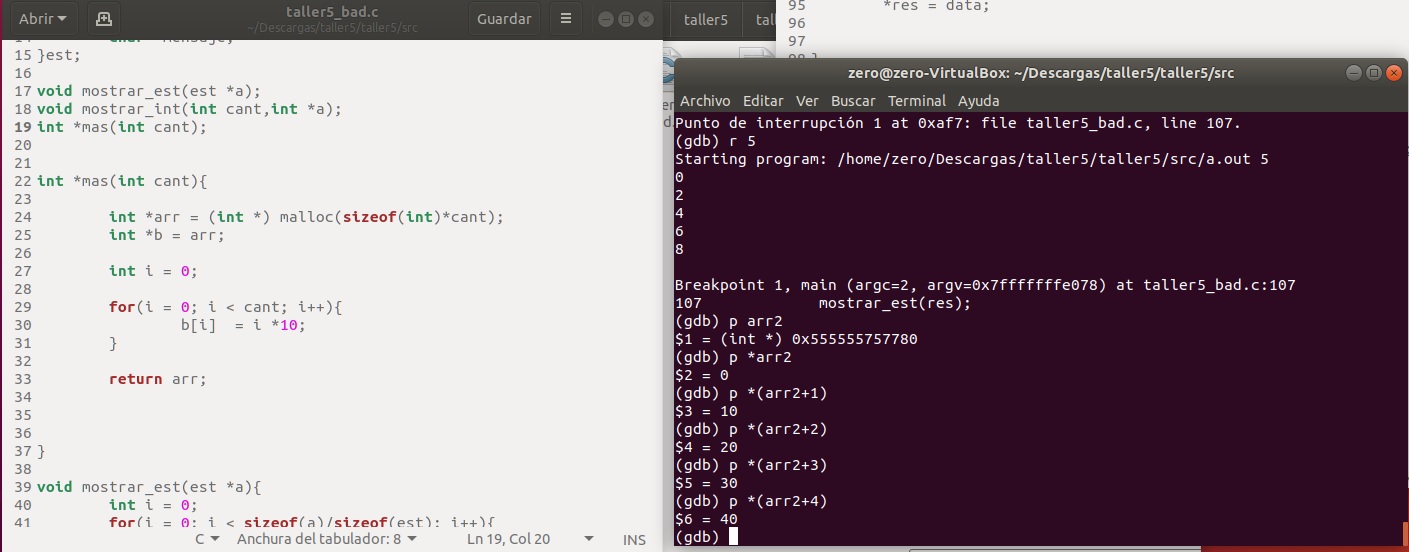 Abrir
taller5_bad.c
~/Descargas/taller5/taller5/src
Guardar
15 }est;
16
17 void mostrar_est(est *a);
18 void mostrar_int(int cant,int *a);
19 int *mas(int cant);
20
21
22 int *mas(int cant){
23
24 int *arr = (int *) malloc(sizeof(int)*cant);
25 int *b = arr;
26
27 int i = 0;
28
29 for(i = 0; i < cant; i++){
30 b[i]  = i *10;
31 }
32
33 return arr;
34
35
36
37 }
38
39 void mostrar_est(est *a){
40 int i = 0;
41 for(i = 0; i < sizeof(a)/sizeof(est); i++){
C
Anchura del tabulador: 8
Ln 19, Col 20
INS
taller5
95 *res = data;
96
97
zero@zero-VirtualBox: ~/Descargas/taller5/taller5/src
Archivo Editar Ver Buscar Terminal Ayuda
Punto de interrupción 1 at 0xaf7: file taller5_bad.c, line 107.
(gdb) r 5
Starting program: /home/zero/Descargas/taller5/taller5/src/a.out 5
0
2
4
6
8
Breakpoint 1, main (argc=2, argv=0x7fffffffe078) at taller5_bad.c:107
107 mostrar_est(res);
(gdb) p arr2
$1 = (int *) 0x555555757780
(gdb) p *arr2
$2 = 0
(gdb) p *(arr2+1)
$3 = 10
(gdb) p *(arr2+2)
$4 = 20
(gdb) p *(arr2+3)
$5 = 30
(gdb) p *(arr2+4)
$6 = 40
(gdb)